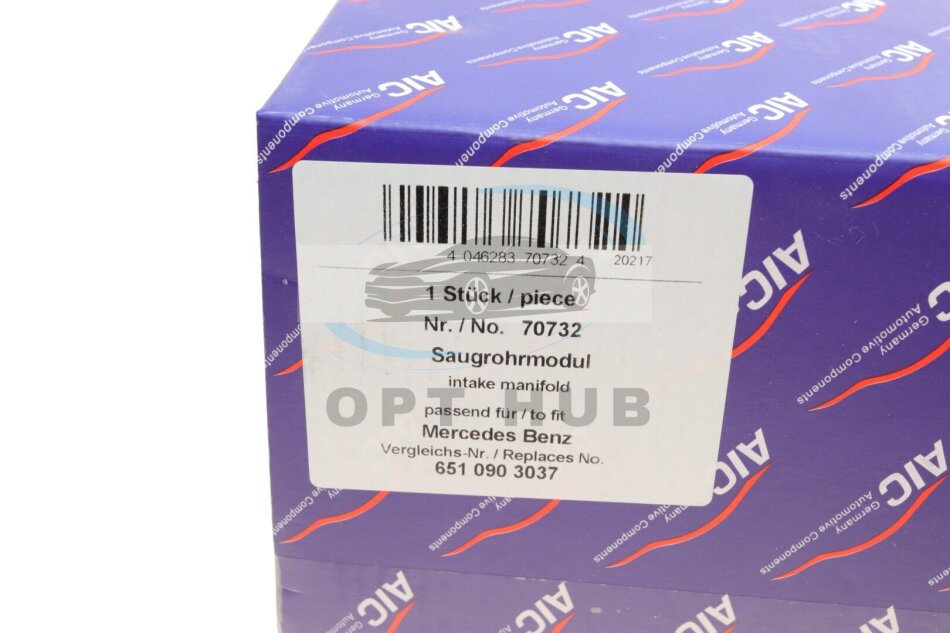 AIC
Germany
Automotive Components
4 046283 70732 4 20217
1 Stück / piece
Nr. / No. 70732
Saugrohrmodul
intake manifold
OPT HUB
passend für / to fit
Mercedes Benz
Vergleichs-Nr. / Replaces No.
651 090 3037